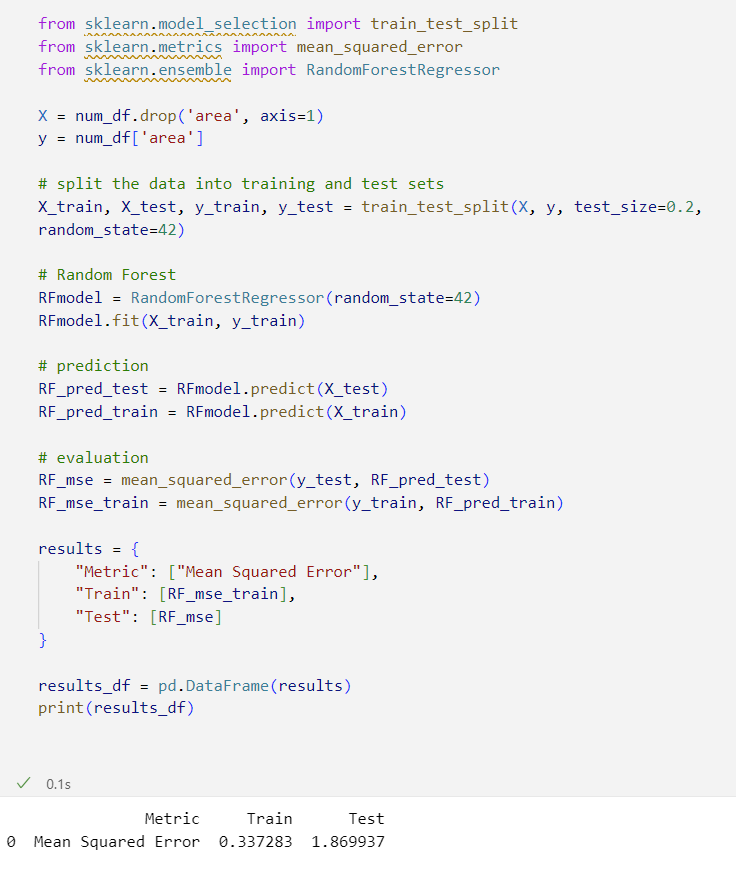 from sklearn.model_selection import train_test_split
from sklearn.metrics import mean_squared_error
from sklearn.ensemble import RandomForestRegressor
X = num_df.drop('area', axis=1)
y = num_df['area']
# split the data into training and test sets
X_train, X_test, y_train, y_test = train_test_split(X, y, test_size=0.2,
random_state=42)
# Random Forest
RFmodel = RandomForestRegressor(random_state=42)
RFmodel.fit(X_train, y_train)
# prediction
RF_pred_test = RFmodel.predict(X_test)
RF_pred_train = RFmodel.predict(X_train)
# evaluation
RF_mse = mean_squared_error(y_test, RF_pred_test)
RF_mse_train = mean_squared_error(y_train, RF_pred_train)
results = {
    "Metric": ["Mean Squared Error"],
    "Train": [RF_mse_train],
    "Test": [RF_mse]
}
results_df = pd.DataFrame(results)
print(results_df)
0.1s
Metric Train Test
0 Mean Squared Error 0.337283 1.869937